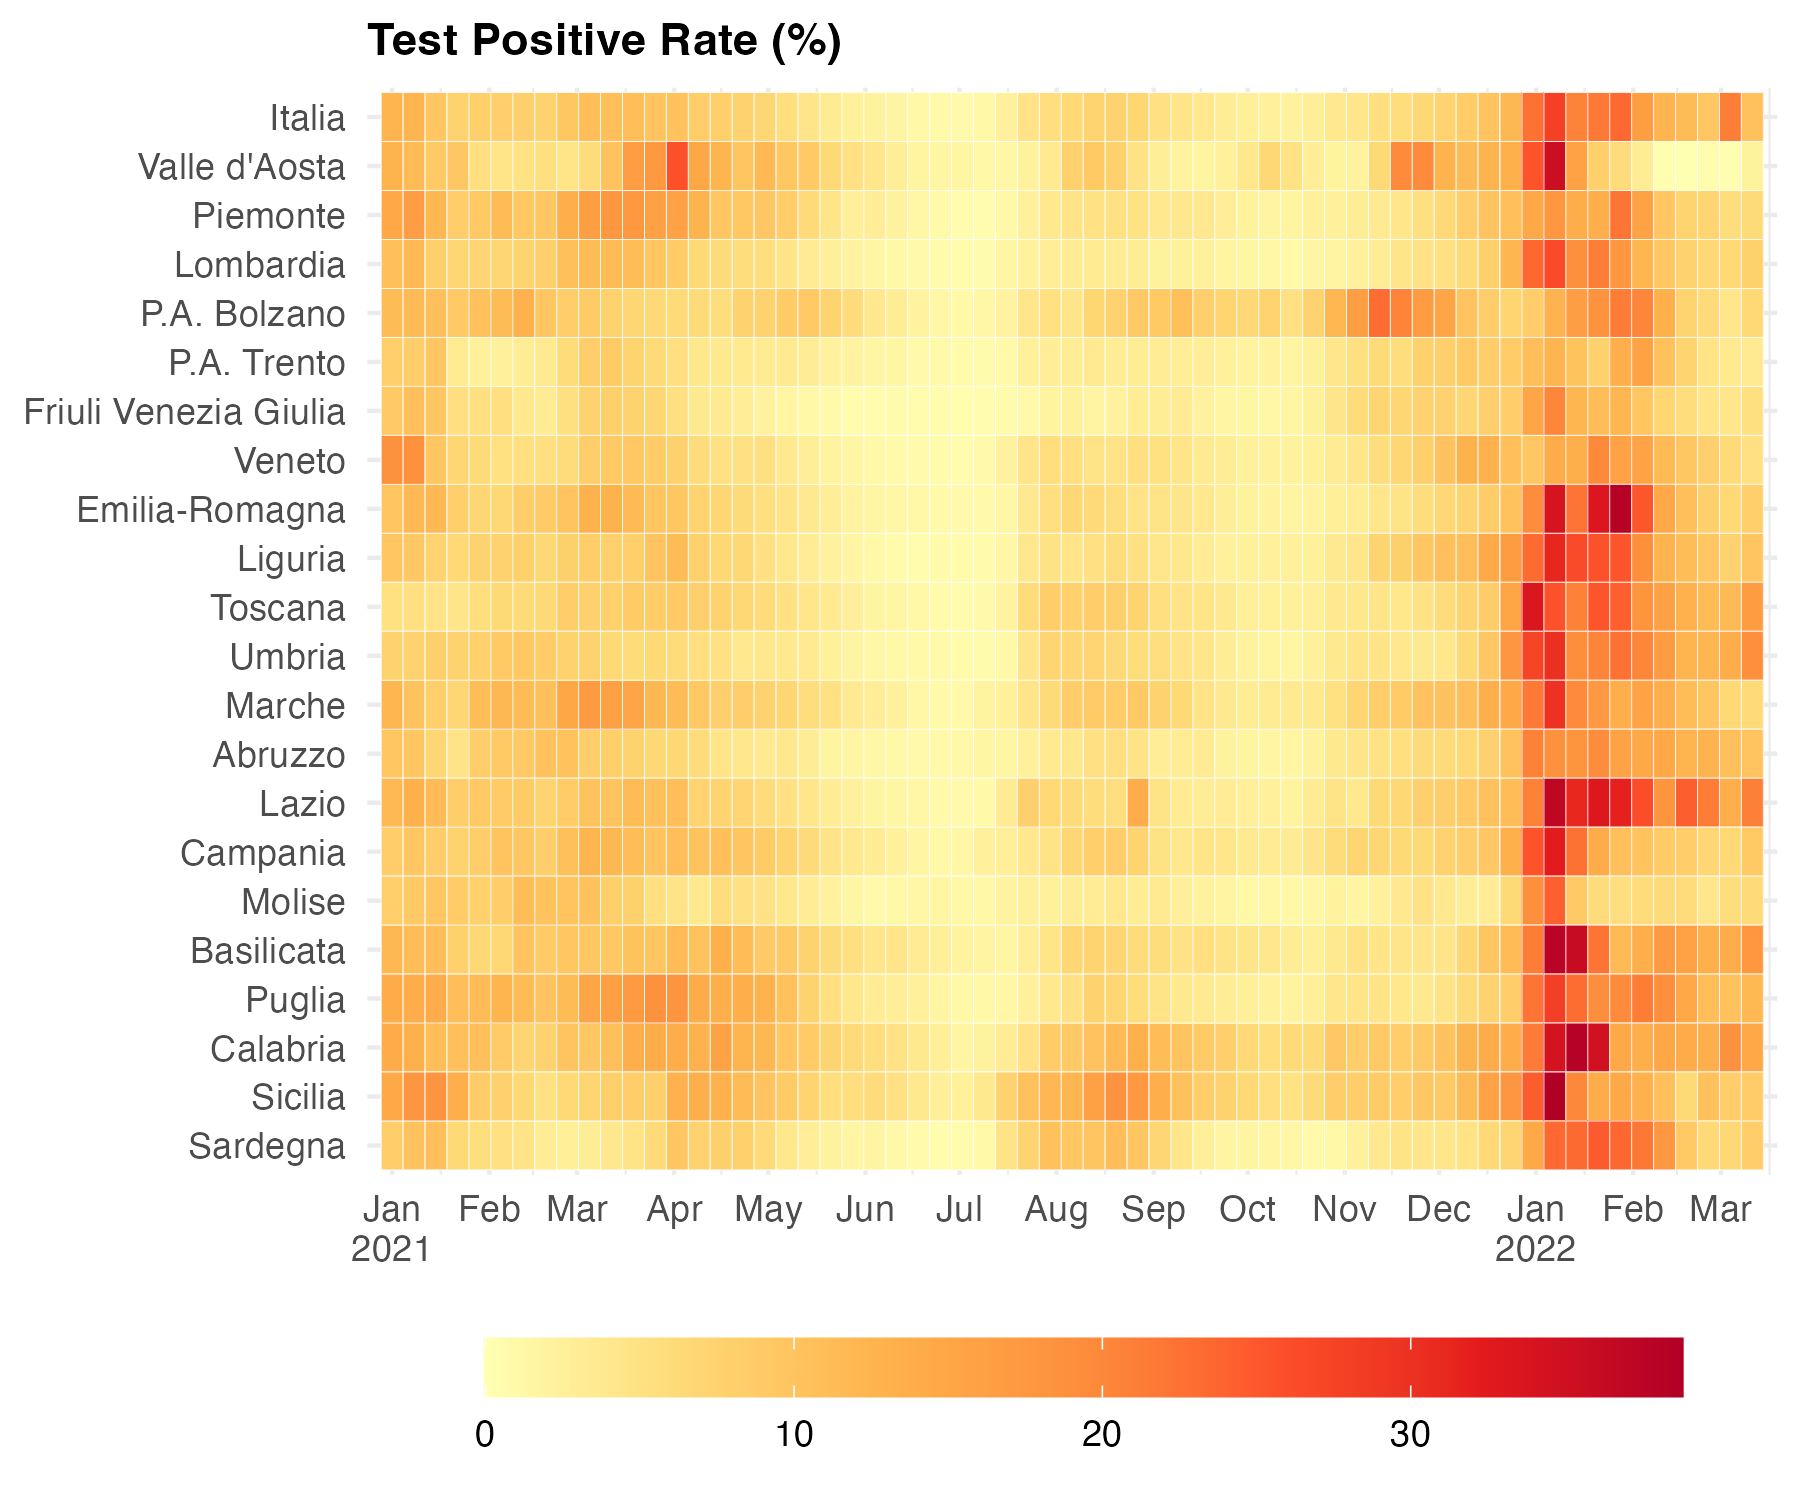 Test Positive Rate (%)
Italia
Valle d'Aosta
Piemonte
Lombardia
P.A. Bolzano
P.A. Trento
Friuli Venezia Giulia
Veneto
Emilia-Romagna
Liguria
Toscana
Umbria
Marche
Abruzzo
Lazio
Campania
Molise
Basilicata
Puglia
Calabria
Sicilia
Sardegna
Jan Feb Mar Apr May Jun Jul Aug Sep Oct Nov Dec Jan Feb Mar
2021 2022
0 10 20 30